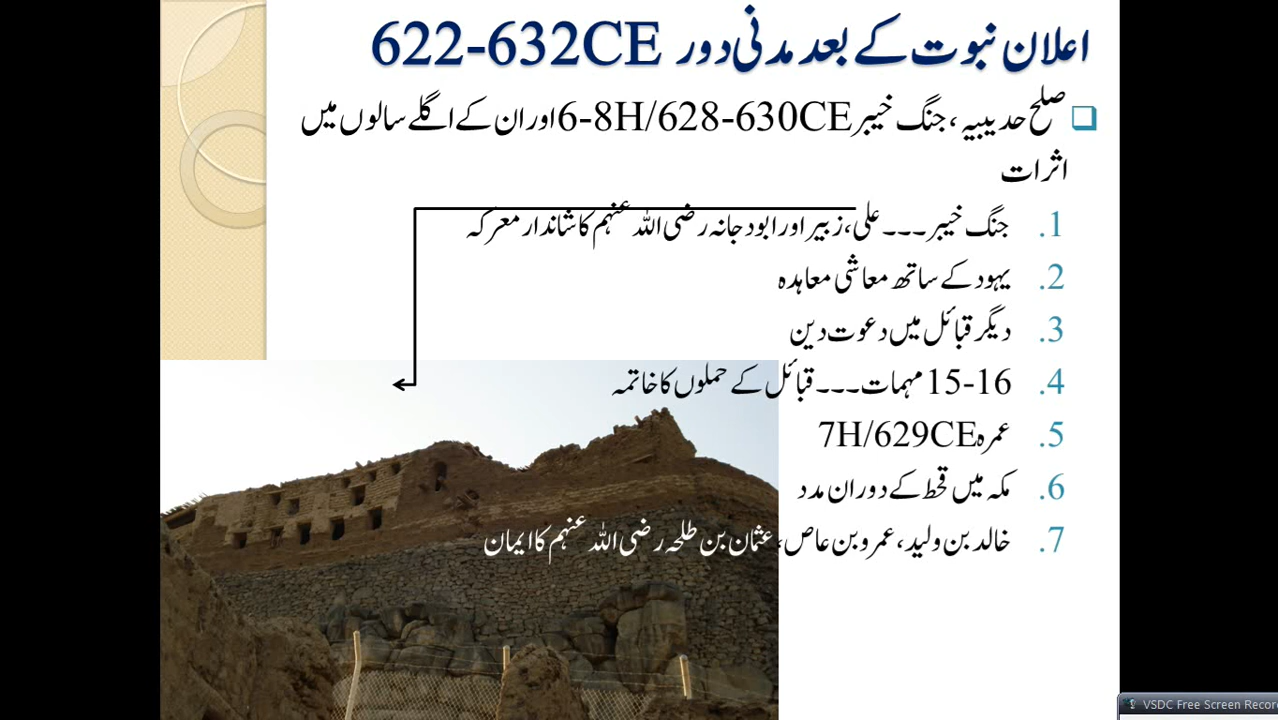 اعلان نبوت کے بعد مدنی دور 622-632CE
❑ صلح حدیبیہ، جنگ خیبر 6-8H/628-630CE اور ان کے اگلے سالوں میں
اثرات
1. جنگ خیبر ۔۔۔ علی، زبیر اور ابودجانہ رضی اللہ عنہم کا شاندار معرکہ
2. یہود کے ساتھ معاشی معاہدہ
3. دیگر قبائل میں دعوت دین
4. 15-16 مہمات۔۔۔ قبائل کے حملوں کا خاتمہ
5. عمرہ 7H/629CE
6. مکہ میں قحط کے دوران مدد
7. خالد بن ولید، عمرو بن عاص، عثمان بن طلحہ رضی اللہ عنہم کا ایمان
VSDC Free Screen Recor